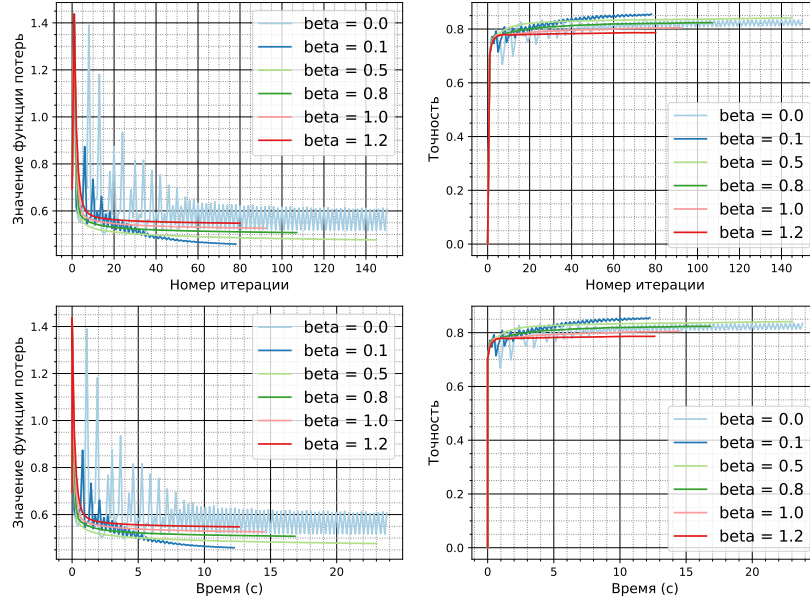 1.4
1.2
1.0
0.8
0.6
Значение функции потерь
0 20 40 60 80 100 120 140
Номер итерации
beta = 0.0
beta = 0.1
beta = 0.5
beta = 0.8
beta = 1.0
beta = 1.2
0.8
0.6
0.4
0.2
0.0
Точность
0 20 40 60 80 100 120 140
Номер итерации
beta = 0.0
beta = 0.1
beta = 0.5
beta = 0.8
beta = 1.0
beta = 1.2
1.4
1.2
1.0
0.8
0.6
Значение функции потерь
0 5 10 15 20
Время (с)
beta = 0.0
beta = 0.1
beta = 0.5
beta = 0.8
beta = 1.0
beta = 1.2
0.8
0.6
0.4
0.2
0.0
Точность
0 5 10 15 20
Время (с)
beta = 0.0
beta = 0.1
beta = 0.5
beta = 0.8
beta = 1.0
beta = 1.2